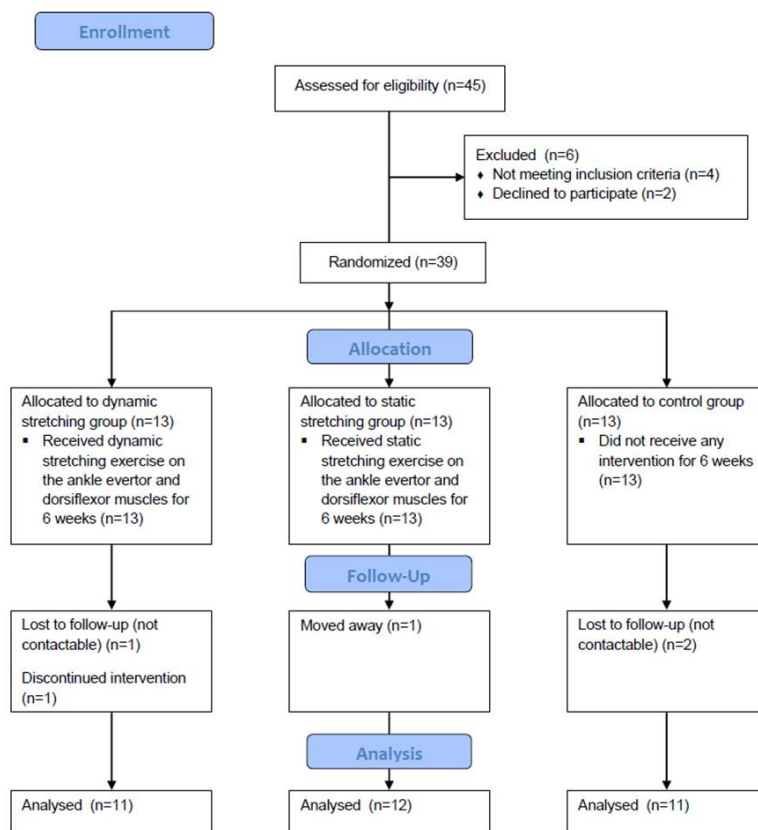 Enrollment
Assessed for eligibility (n=45)
Excluded (n=6)
♦ Not meeting inclusion criteria (n=4)
♦ Declined to participate (n=2)
Randomized (n=39)
Allocation
Allocated to dynamic
stretching group (n=13)
▪ Received dynamic
stretching exercise on
the ankle evertor and
dorsiflexor muscles for
6 weeks (n=13)
Allocated to static
stretching group (n=13)
▪ Received static
stretching exercise on
the ankle evertor and
dorsiflexor muscles for
6 weeks (n=13)
Allocated to control group
(n=13)
▪ Did not receive any
intervention for 6 weeks
(n=13)
Follow-Up
Lost to follow-up (not
contactable) (n=1)
Discontinued intervention
(n=1)
Moved away (n=1)
Lost to follow-up (not
contactable) (n=2)
Analysis
Analysed (n=11)
Analysed (n=12)
Analysed (n=11)